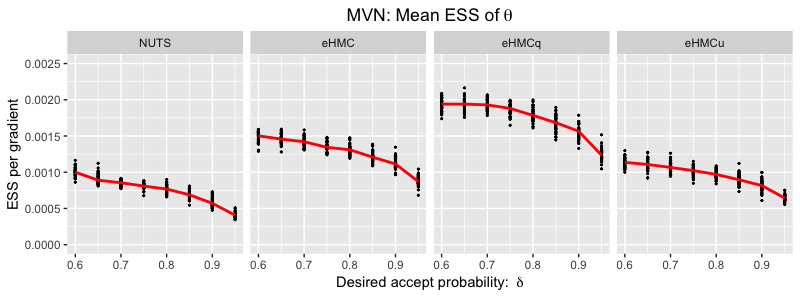 MVN: Mean ESS of θ
NUTS eHMC eHMCq eHMCu
ESS per gradient
0.0025
0.0020
0.0015
0.0010
0.0005
0.0000
0.6 0.7 0.8 0.9 0.6 0.7 0.8 0.9 0.6 0.7 0.8 0.9 0.6 0.7 0.8 0.9
Desired accept probability: δ